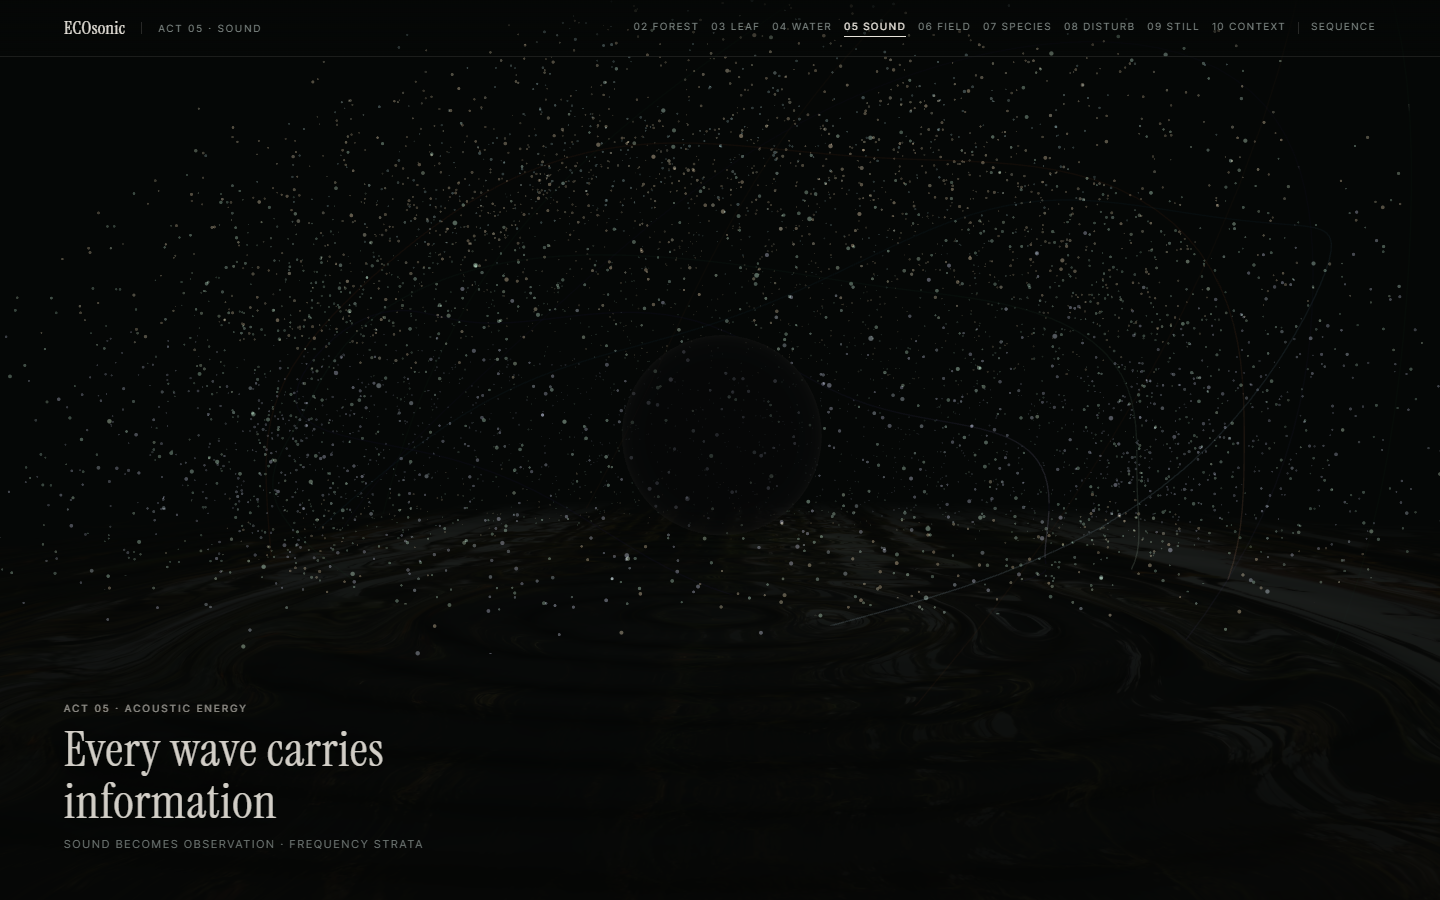 ECOsonic
ACT 05 · SOUND
02 FOREST 03 LEAF 04 WATER 05 SOUND 06 FIELD 07 SPECIES 08 DISTURB 09 STILL 10 CONTEXT SEQUENCE
ACT 05 · ACOUSTIC ENERGY
Every wave carries
information
SOUND BECOMES OBSERVATION · FREQUENCY STRATA